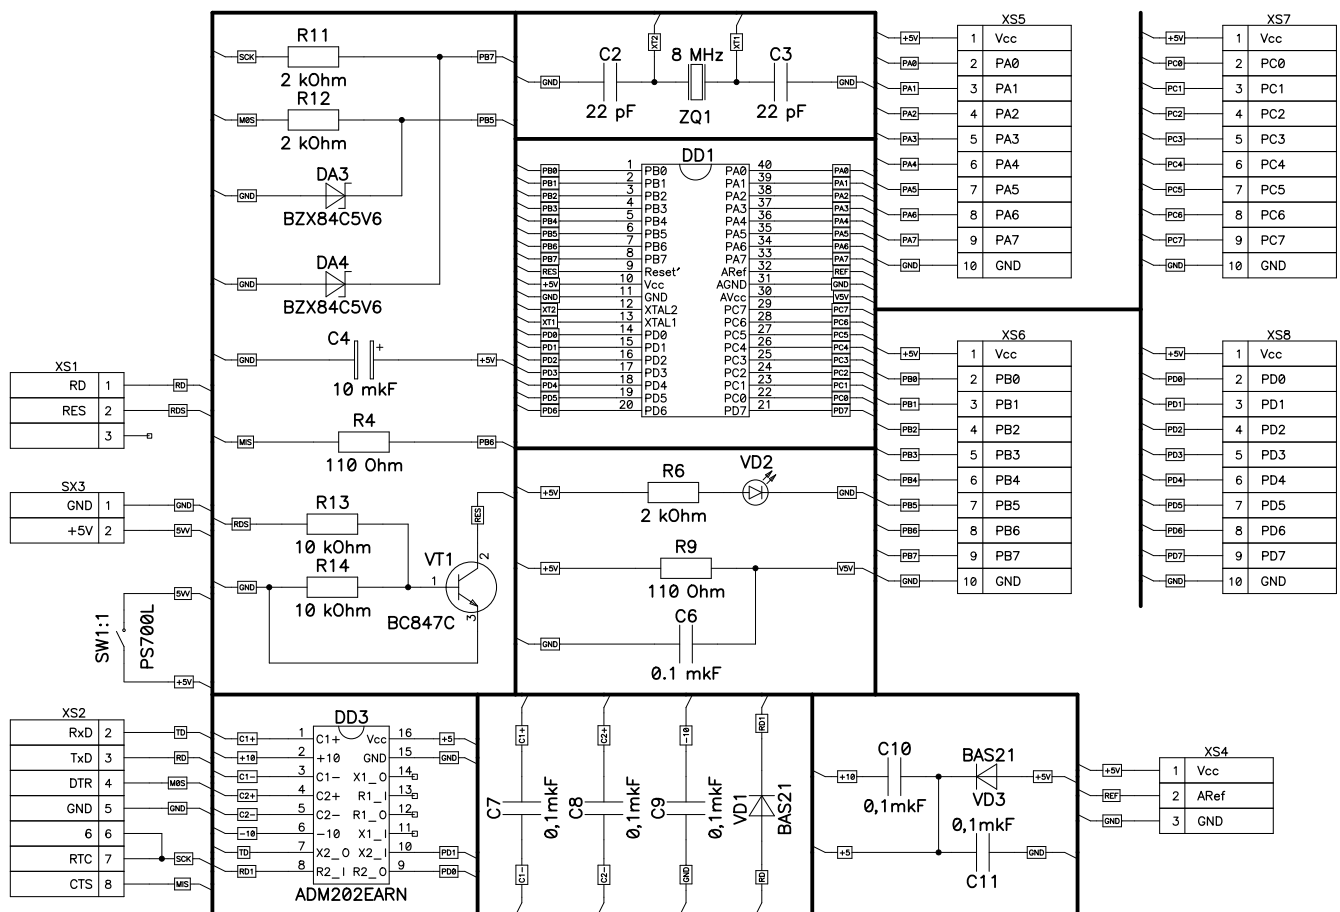 R11
SCK
PB7
2 kOhm
R12
M0S
PB5
2 kOhm
DA3
GND
BZX84C5V6
DA4
GND
BZX84C5V6
C4
GND
+
+5V
10 mkF
R4
MIS
PB6
110 Ohm
R13
RDS
10 kOhm
R14
GND
10 kOhm
RES
VT1
1
2
3
BC847C
XS1
RD 1 RD
RES 2 RDS
3
SX3
GND 1 GND
+5V 2 5VV
5VV
SW1:1
PS700L
+5V
XS2
RxD 2 TD
TxD 3 RD
DTR 4 M0S
GND 5 GND
6 6
RTC 7 SCK
CTS 8 MIS
XT2
XT1
C2
8 MHz
C3
GND
GND
22 pF
ZQ1
22 pF
DD1
PB0 1 PB0 PA0 40 PA0
PB1 2 PB1 PA1 39 PA1
PB2 3 PB2 PA2 38 PA2
PB3 4 PB3 PA3 37 PA3
PB4 5 PB4 PA4 36 PA4
PB5 6 PB5 PA5 35 PA5
PB6 7 PB6 PA6 34 PA6
PB7 8 PB7 PA7 33 PA7
RES 9 Reset' ARef 32 REF
+5V 10 Vcc AGND 31 GND
GND 11 GND AVcc 30 V5V
XT2 12 XTAL2 PC7 29 PC7
XT1 13 XTAL1 PC6 28 PC6
PD0 14 PD0 PC5 27 PC5
PD1 15 PD1 PC4 26 PC4
PD2 16 PD2 PC3 25 PC3
PD3 17 PD3 PC2 24 PC2
PD4 18 PD4 PC1 23 PC1
PD5 19 PD5 PC0 22 PC0
PD6 20 PD6 PD7 21 PD7
R6
VD2
+5V
GND
2 kOhm
R9
+5V
V5V
110 Ohm
C6
GND
0.1 mkF
XS5
+5V 1 Vcc
PA0 2 PA0
PA1 3 PA1
PA2 4 PA2
PA3 5 PA3
PA4 6 PA4
PA5 7 PA5
PA6 8 PA6
PA7 9 PA7
GND 10 GND
XS7
+5V 1 Vcc
PC0 2 PC0
PC1 3 PC1
PC2 4 PC2
PC3 5 PC3
PC4 6 PC4
PC5 7 PC5
PC6 8 PC6
PC7 9 PC7
GND 10 GND
XS6
+5V 1 Vcc
PB0 2 PB0
PB1 3 PB1
PB2 4 PB2
PB3 5 PB3
PB4 6 PB4
PB5 7 PB5
PB6 8 PB6
PB7 9 PB7
GND 10 GND
XS8
+5V 1 Vcc
PD0 2 PD0
PD1 3 PD1
PD2 4 PD2
PD3 5 PD3
PD4 6 PD4
PD5 7 PD5
PD6 8 PD6
PD7 9 PD7
GND 10 GND
DD3
C1+ 1 C1+ Vcc 16 +5
+10 2 +10 GND 15 GND
C1- 3 C1- X1_O 14
C2+ 4 C2+ R1_I 13
C2- 5 C2- R1_O 12
-10 6 -10 X1_I 11
TD 7 X2_O X2_I 10 PD1
RD1 8 R2_I R2_O 9 PD0
ADM202EARN
C1+
C7
0,1mkF
C1-
C2+
C8
0,1mkF
C2-
-10
C9
0,1mkF
GND
RD1
VD1
BAS21
RD
C10
BAS21
+10
+5V
0,1mkF
VD3
0,1mkF
+5
GND
C11
XS4
+5V 1 Vcc
REF 2 ARef
GND 3 GND